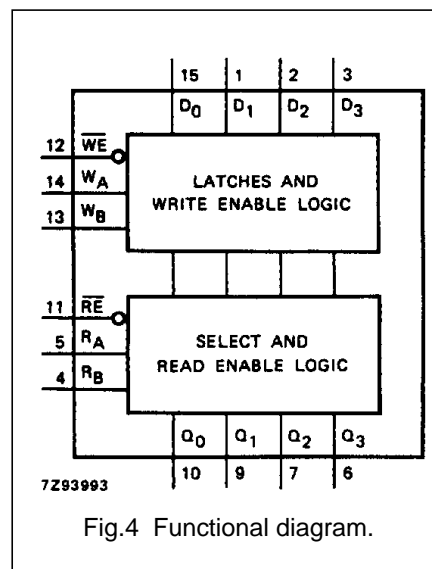 15 1 2 3
D0 D1 D2 D3
12 WE
14 WA
13 WB
LATCHES AND
WRITE ENABLE LOGIC
11 RE
5 RA
4 RB
SELECT AND
READ ENABLE LOGIC
Q0 Q1 Q2 Q3
10 9 7 6
7Z93993
Fig.4 Functional diagram.